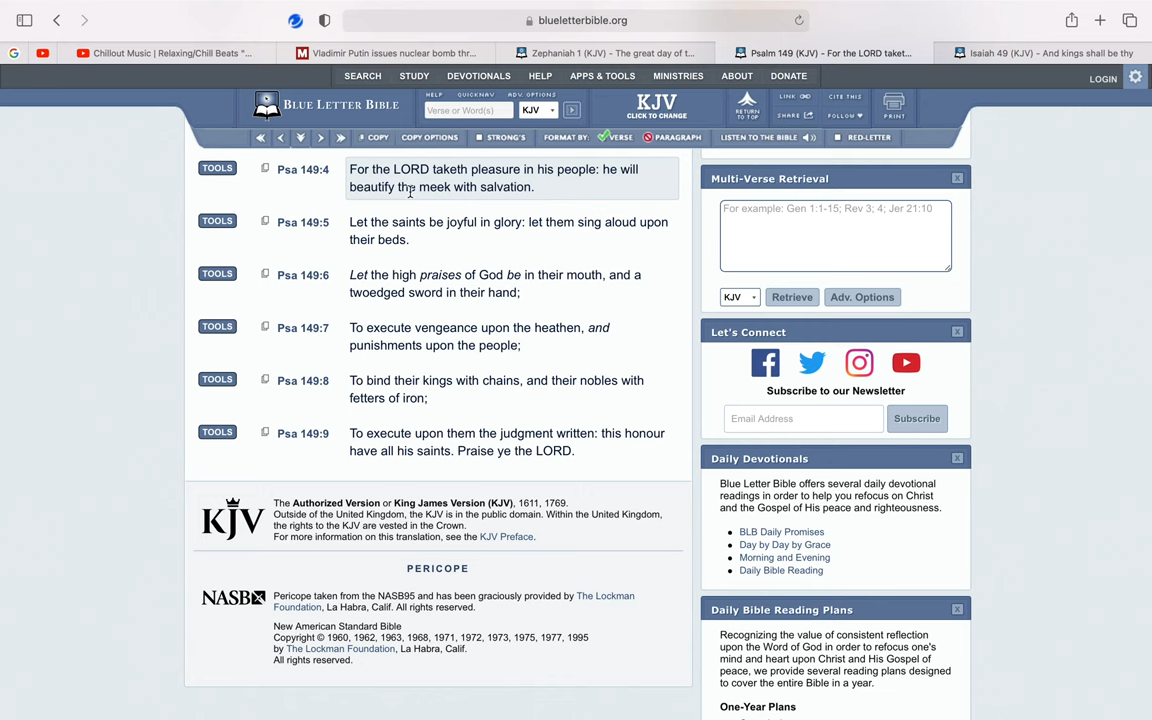 blueletterbible.org
Chillout Music | Relaxing/Chill Beats "...
Vladimir Putin issues nuclear bomb thr...
Zephaniah 1 (KJV) - The great day of t...
Psalm 149 (KJV) - For the LORD taket...
Isaiah 49 (KJV) - And kings shall be thy
SEARCH STUDY DEVOTIONALS HELP APPS & TOOLS MINISTRIES ABOUT DONATE
LOGIN
BLUE LETTER BIBLE
HELP QUICKNAV ADV. OPTIONS
Verse or Word(s)
KJV
KJV
CLICK TO CHANGE
RETURN
TO TOP
LINK
CITE THIS
SHARE
FOLLOW
PRINT
COPY COPY OPTIONS STRONG'S FORMAT BY: VERSE PARAGRAPH LISTEN TO THE BIBLE RED-LETTER
TOOLS Psa 149:4 For the LORD taketh pleasure in his people: he will
beautify the meek with salvation.
TOOLS Psa 149:5 Let the saints be joyful in glory: let them sing aloud upon
their beds.
TOOLS Psa 149:6 Let the high praises of God be in their mouth, and a
twoedged sword in their hand;
TOOLS Psa 149:7 To execute vengeance upon the heathen, and
punishments upon the people;
TOOLS Psa 149:8 To bind their kings with chains, and their nobles with
fetters of iron;
TOOLS Psa 149:9 To execute upon them the judgment written: this honour
have all his saints. Praise ye the LORD.
KJV
The Authorized Version or King James Version (KJV), 1611, 1769.
Outside of the United Kingdom, the KJV is in the public domain. Within the United Kingdom,
the rights to the KJV are vested in the Crown.
For more information on this translation, see the KJV Preface.
PERICOPE
NASB
Pericope taken from the NASB95 and has been graciously provided by The Lockman
Foundation, La Habra, Calif. All rights reserved.
New American Standard Bible
Copyright © 1960, 1962, 1963, 1968, 1971, 1972, 1973, 1975, 1977, 1995
by The Lockman Foundation, La Habra, Calif.
All rights reserved.
Multi-Verse Retrieval
For example: Gen 1:1-15; Rev 3; 4; Jer 21:10
KJV Retrieve Adv. Options
Let's Connect
Subscribe to our Newsletter
Email Address Subscribe
Daily Devotionals
Blue Letter Bible offers several daily devotional
readings in order to help you refocus on Christ
and the Gospel of His peace and righteousness.
BLB Daily Promises
Day by Day by Grace
Morning and Evening
Daily Bible Reading
Daily Bible Reading Plans
Recognizing the value of consistent reflection
upon the Word of God in order to refocus one's
mind and heart upon Christ and His Gospel of
peace, we provide several reading plans designed
to cover the entire Bible in a year.
One-Year Plans